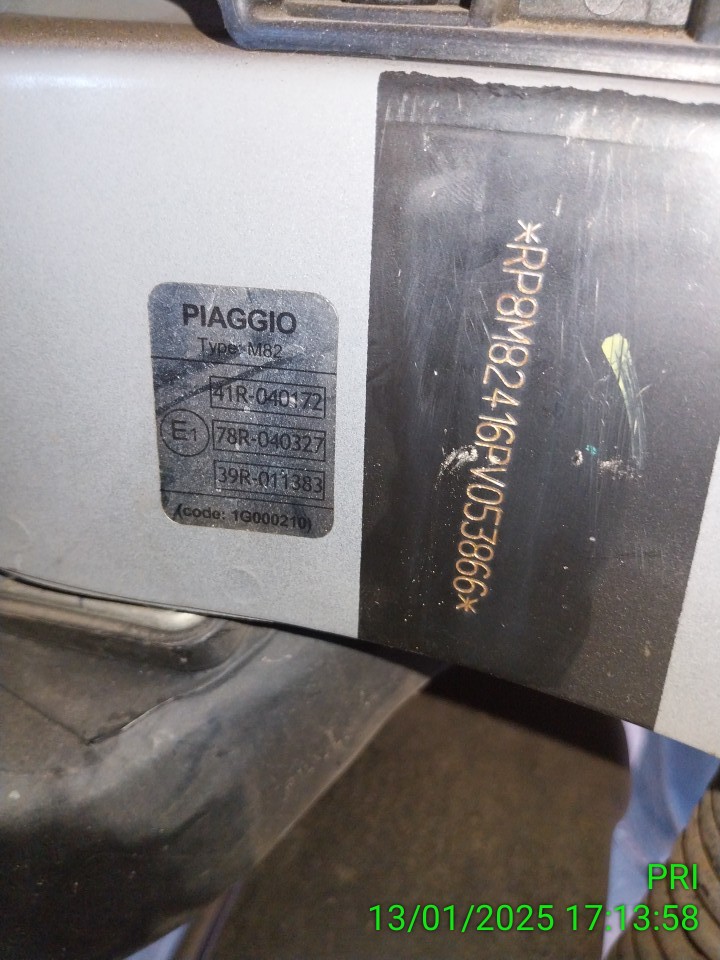 PIAGGIO
Type: M82
41R-040172
E1
78R-040327
39R-011383
(code: 1G000210)
*RP8M82416PV053866*
PRI
13/01/2025 17:13:58